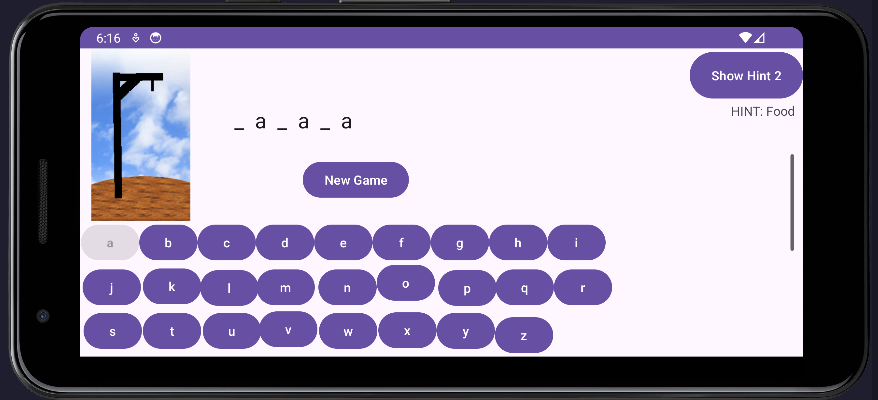 6:16
Show Hint 2
HINT: Food
_ a _ a _ a
New Game
a b c d e f g h i
j k l m n o p q r
s t u v w x y z